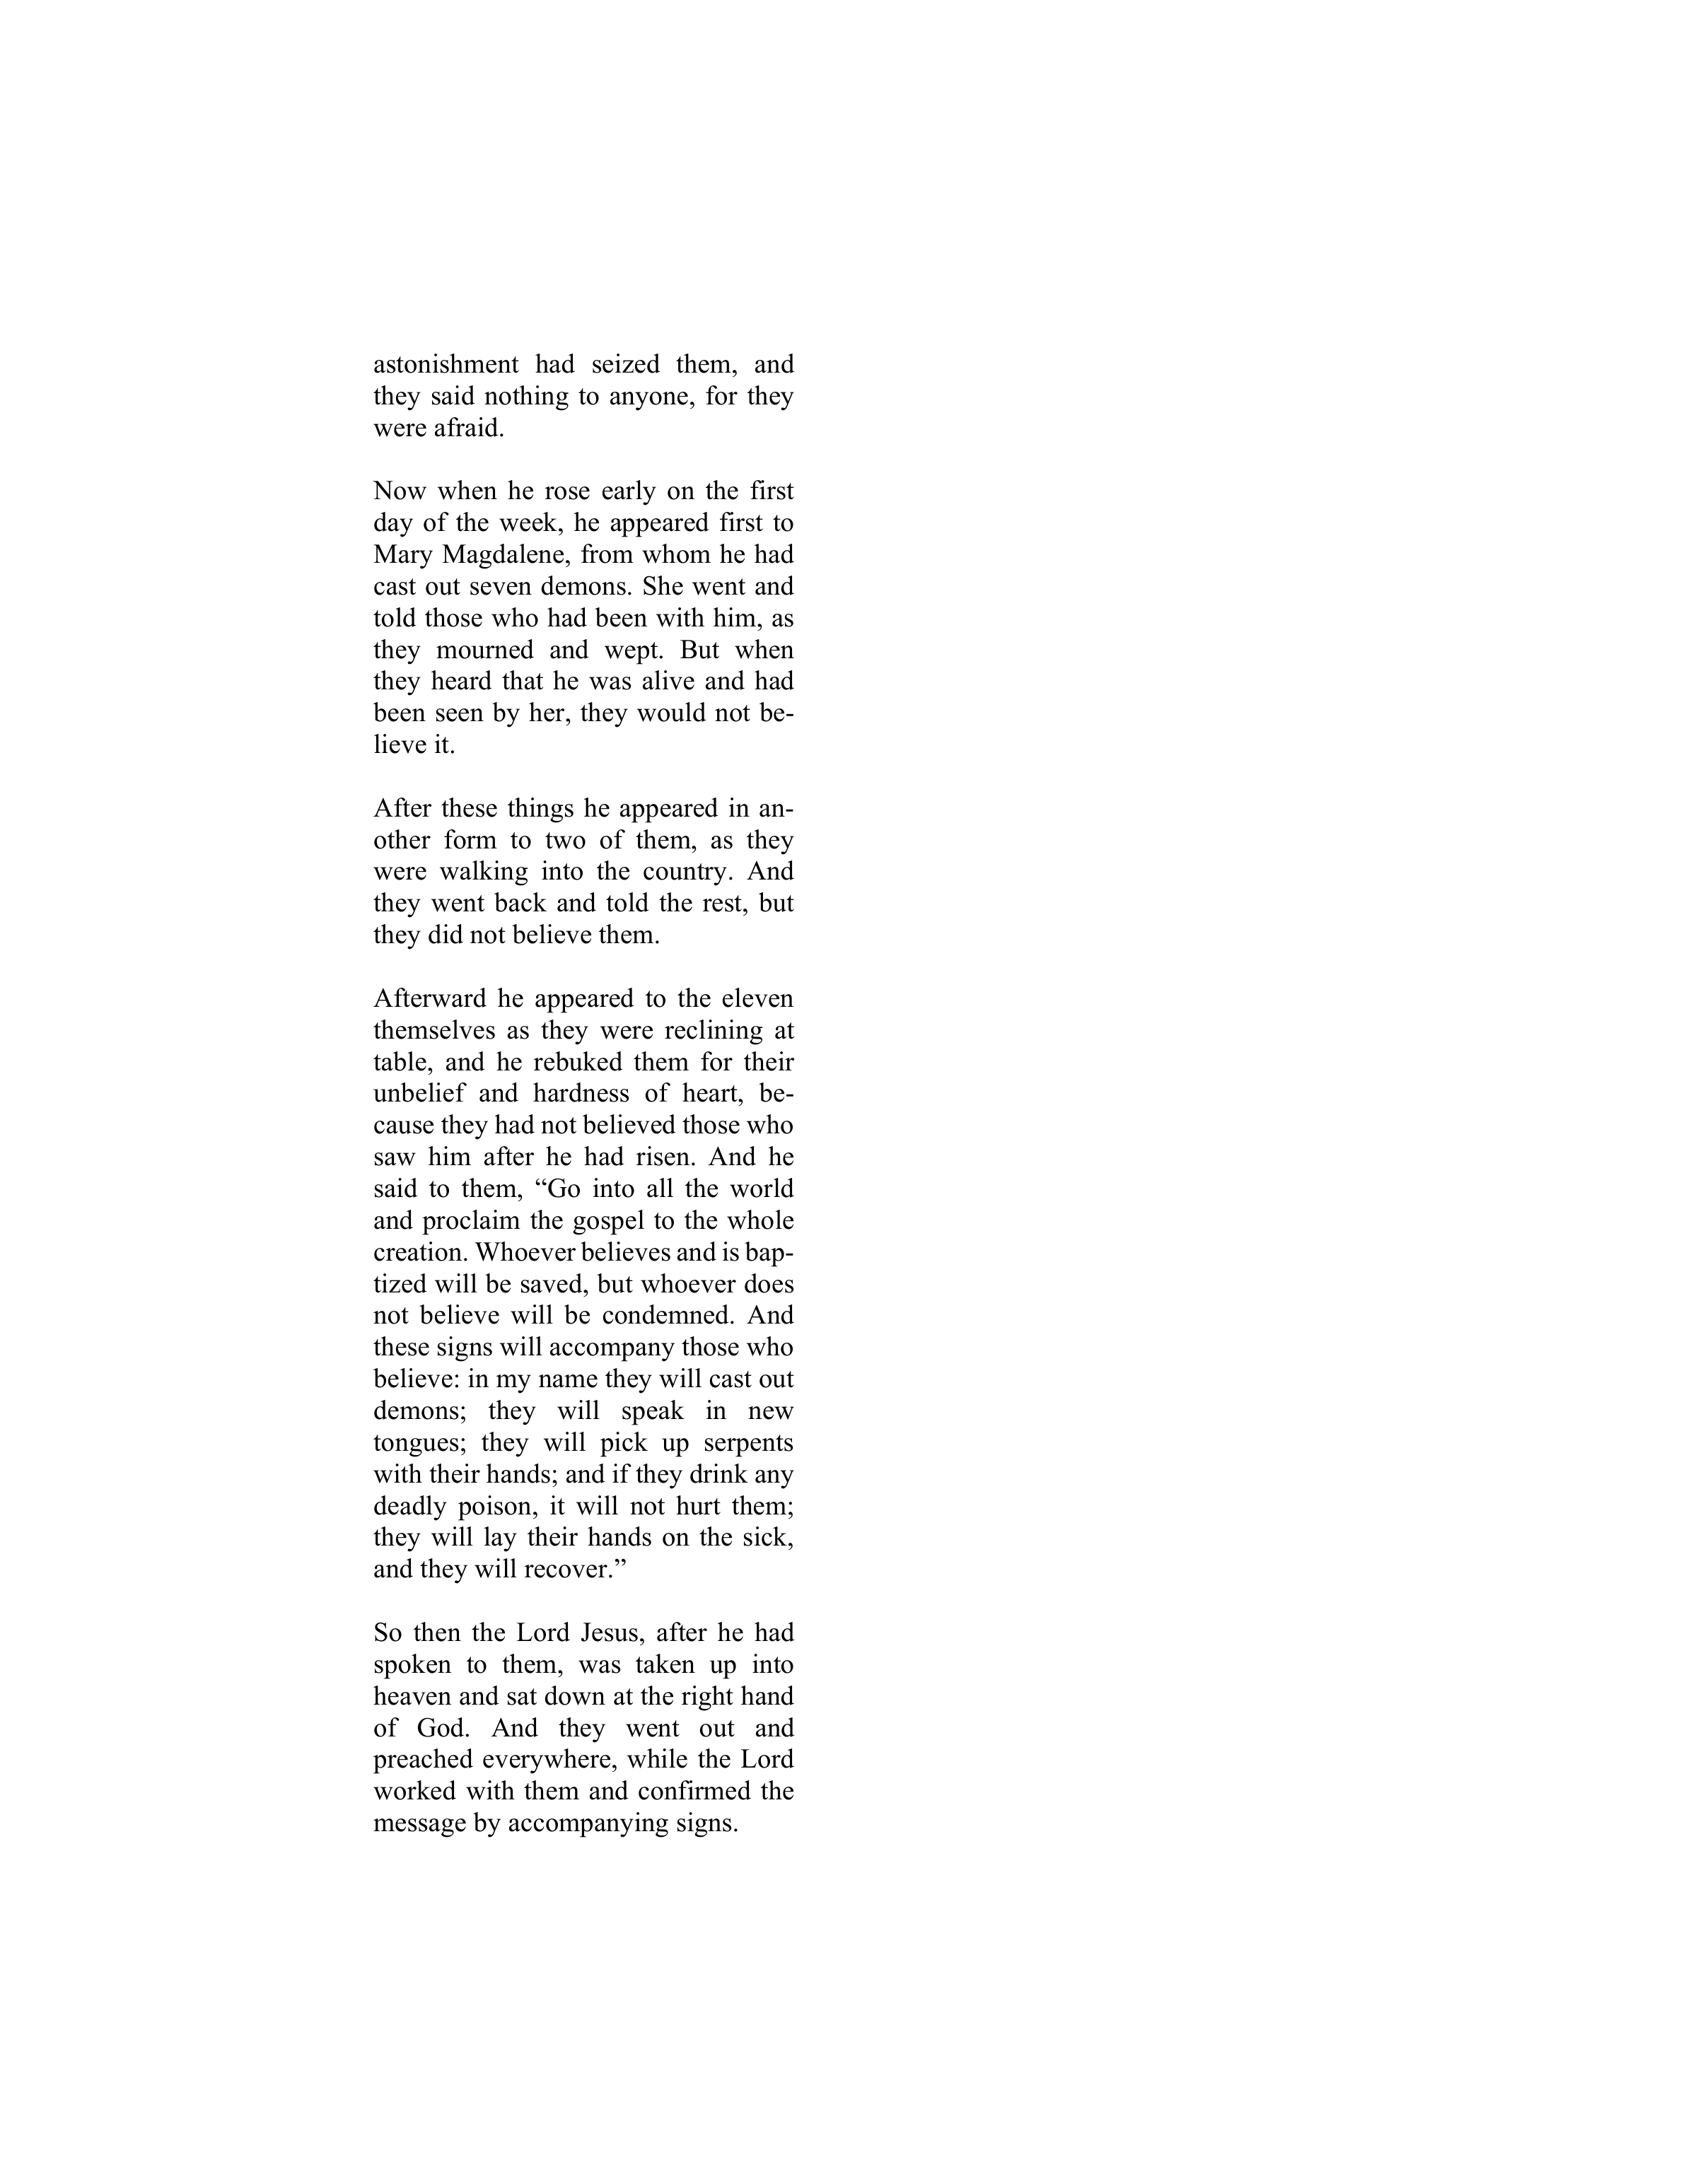 astonishment had seized them, and
they said nothing to anyone, for they
were afraid.
Now when he rose early on the first
day of the week, he appeared first to
Mary Magdalene, from whom he had
cast out seven demons. She went and
told those who had been with him, as
they mourned and wept. But when
they heard that he was alive and had
been seen by her, they would not be-
lieve it.
After these things he appeared in an-
other form to two of them, as they
were walking into the country. And
they went back and told the rest, but
they did not believe them.
Afterward he appeared to the eleven
themselves as they were reclining at
table, and he rebuked them for their
unbelief and hardness of heart, be-
cause they had not believed those who
saw him after he had risen. And he
said to them, “Go into all the world
and proclaim the gospel to the whole
creation. Whoever believes and is bap-
tized will be saved, but whoever does
not believe will be condemned. And
these signs will accompany those who
believe: in my name they will cast out
demons; they will speak in new
tongues; they will pick up serpents
with their hands; and if they drink any
deadly poison, it will not hurt them;
they will lay their hands on the sick,
and they will recover.”
So then the Lord Jesus, after he had
spoken to them, was taken up into
heaven and sat down at the right hand
of God. And they went out and
preached everywhere, while the Lord
worked with them and confirmed the
message by accompanying signs.